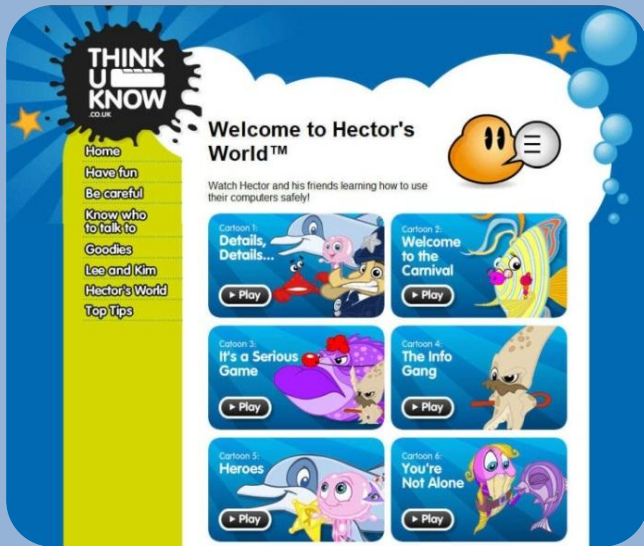 THINK
U
KNOW
.CO.UK
Home
Have fun
Be careful
Know who
to talk to
Goodies
Lee and Kim
Hector's World
Top Tips
Welcome to Hector's
World™
Watch Hector and his friends learning how to use
their computers safely!
Cartoon 1:
Details,
Details...
Play
Cartoon 2:
Welcome
to the
Carnival
Play
Catoon 3:
It's a Serious
Game
Play
Cartoon 4:
The Info
Gang
Play
Cartoon 5:
Heroes
Play
Cartoon 6:
You're
Not Alone
Play